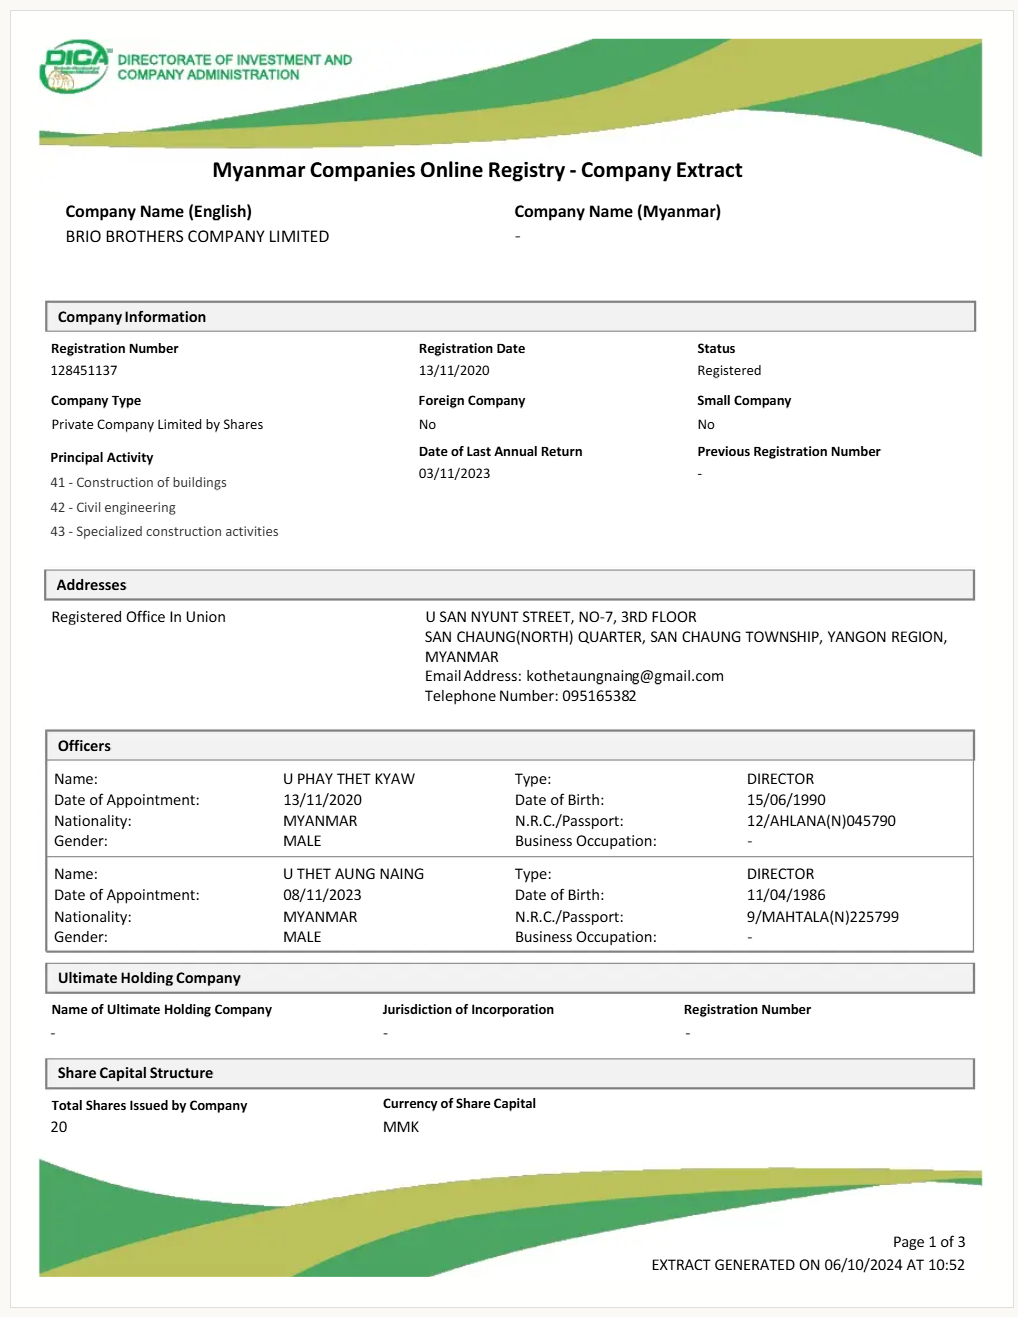 DICA
DIRECTORATE OF INVESTMENT AND
COMPANY ADMINISTRATION
Myanmar Companies Online Registry - Company Extract
Company Name (English) Company Name (Myanmar)
BRIO BROTHERS COMPANY LIMITED -
Company Information
Registration Number Registration Date Status
128451137 13/11/2020 Registered
Company Type Foreign Company Small Company
Private Company Limited by Shares No No
Principal Activity Date of Last Annual Return Previous Registration Number
41 - Construction of buildings 03/11/2023 -
42 - Civil engineering
43 - Specialized construction activities
Addresses
Registered Office In Union U SAN NYUNT STREET, NO-7, 3RD FLOOR
SAN CHAUNG(NORTH) QUARTER, SAN CHAUNG TOWNSHIP, YANGON REGION,
MYANMAR
Email Address: kothetaungnaing@gmail.com
Telephone Number: 095165382
Officers
Name: U PHAY THET KYAW Type: DIRECTOR
Date of Appointment: 13/11/2020 Date of Birth: 15/06/1990
Nationality: MYANMAR N.R.C./Passport: 12/AHLANA(N)045790
Gender: MALE Business Occupation: -
Name: U THET AUNG NAING Type: DIRECTOR
Date of Appointment: 08/11/2023 Date of Birth: 11/04/1986
Nationality: MYANMAR N.R.C./Passport: 9/MAHTALA(N)225799
Gender: MALE Business Occupation: -
Ultimate Holding Company
Name of Ultimate Holding Company Jurisdiction of Incorporation Registration Number
- - -
Share Capital Structure
Total Shares Issued by Company Currency of Share Capital
20 MMK
Page 1 of 3
EXTRACT GENERATED ON 06/10/2024 AT 10:52